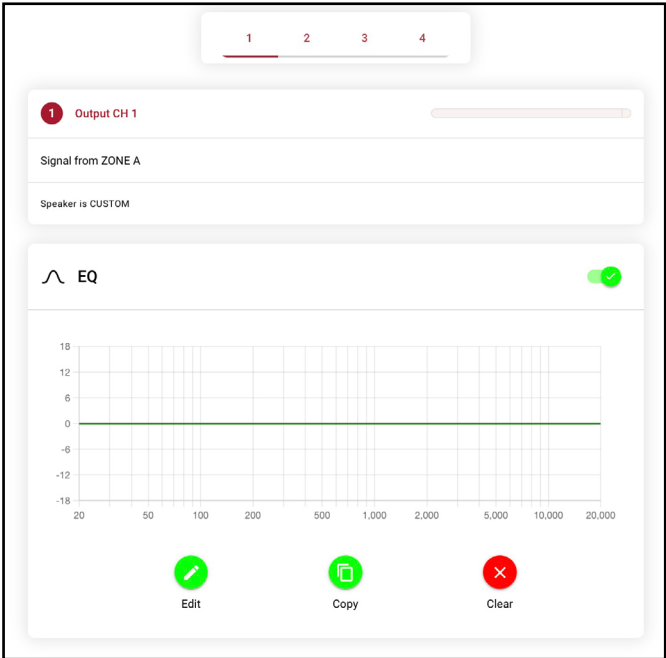 1 2 3 4
1 Output CH 1
Signal from ZONE A
Speaker is CUSTOM
EQ
18
12
6
0
-6
-12
-18
20 50 100 200 500 1,000 2,000 5,000 10,000 20,000
Edit Copy Clear